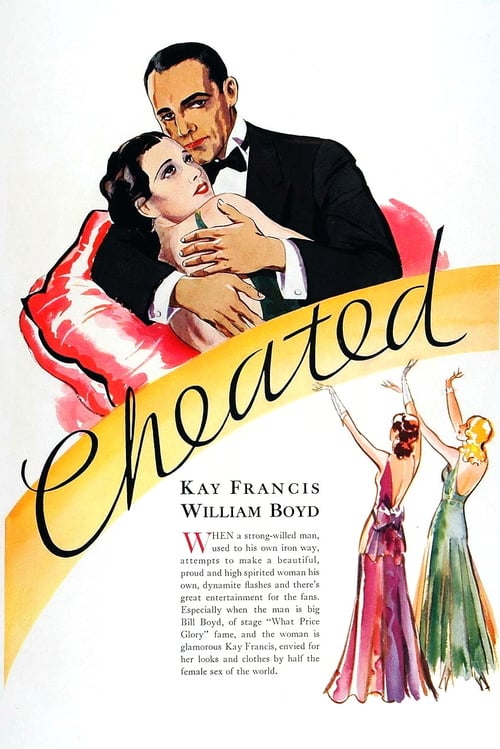 Cheated
KAY FRANCIS
WILLIAM BOYD
WHEN a strong-willed man,
used to his own iron way,
attempts to make a beautiful,
proud and high spirited woman his
own, dynamite flashes and there's
great entertainment for the fans.
Especially when the man is big
Bill Boyd, of stage "What Price
Glory" fame, and the woman is
glamorous Kay Francis, envied for
her looks and clothes by half the
female sex of the world.